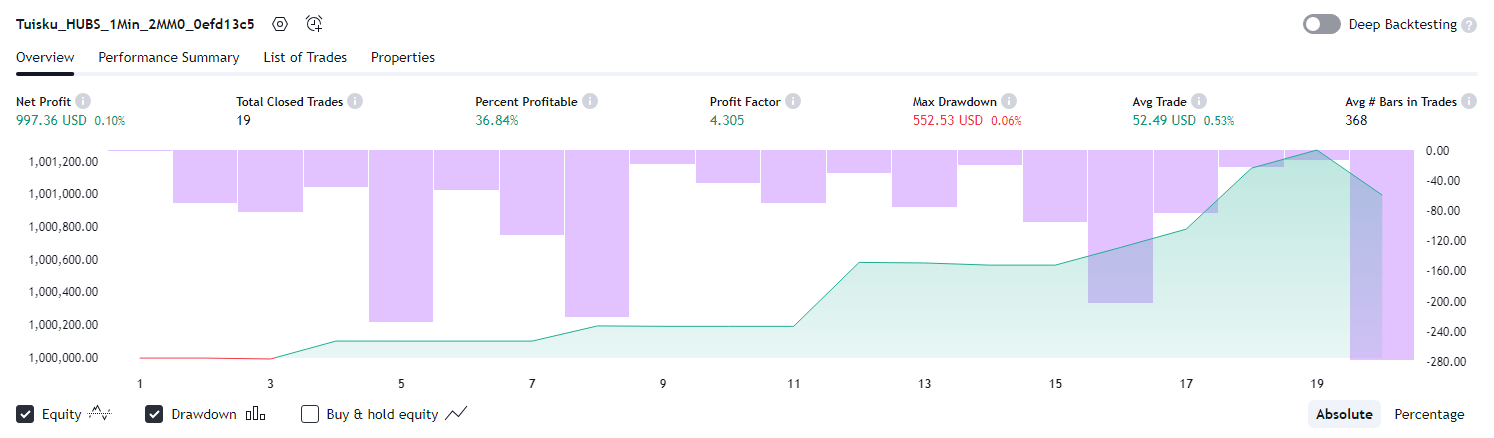 Tuisku_HUBS_1Min_2MM0_0efd13c5
Deep Backtesting ?
Overview Performance Summary List of Trades Properties
Net Profit i Total Closed Trades i Percent Profitable i Profit Factor i Max Drawdown i Avg Trade i Avg # Bars in Trades i
997.36 USD 0.10% 19 36.84% 4.305 552.53 USD 0.06% 52.49 USD 0.53% 368
1,001,200.00
1,001,000.00
1,000,800.00
1,000,600.00
1,000,400.00
1,000,200.00
1,000,000.00
0.00
-40.00
-80.00
-120.00
-160.00
-200.00
-240.00
-280.00
1 3 5 7 9 11 13 15 17 19
Equity Drawdown Buy & hold equity Absolute Percentage